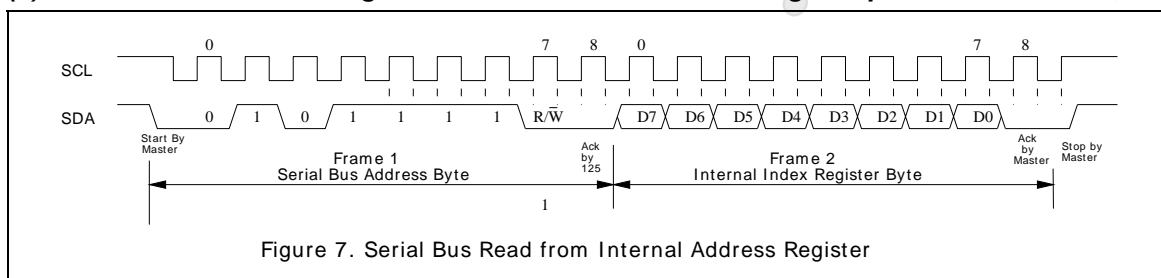 0 7 8 0 7 8
SCL
SDA 0 1 0 1 1 1 1 R/W̅ D7 D6 D5 D4 D3 D2 D1 D0
Start By
Master
Ack
by
125
Ack
by
Master
Stop by
Master
Frame 1
Serial Bus Address Byte
Frame 2
Internal Index Register Byte
1
Figure 7. Serial Bus Read from Internal Address Register